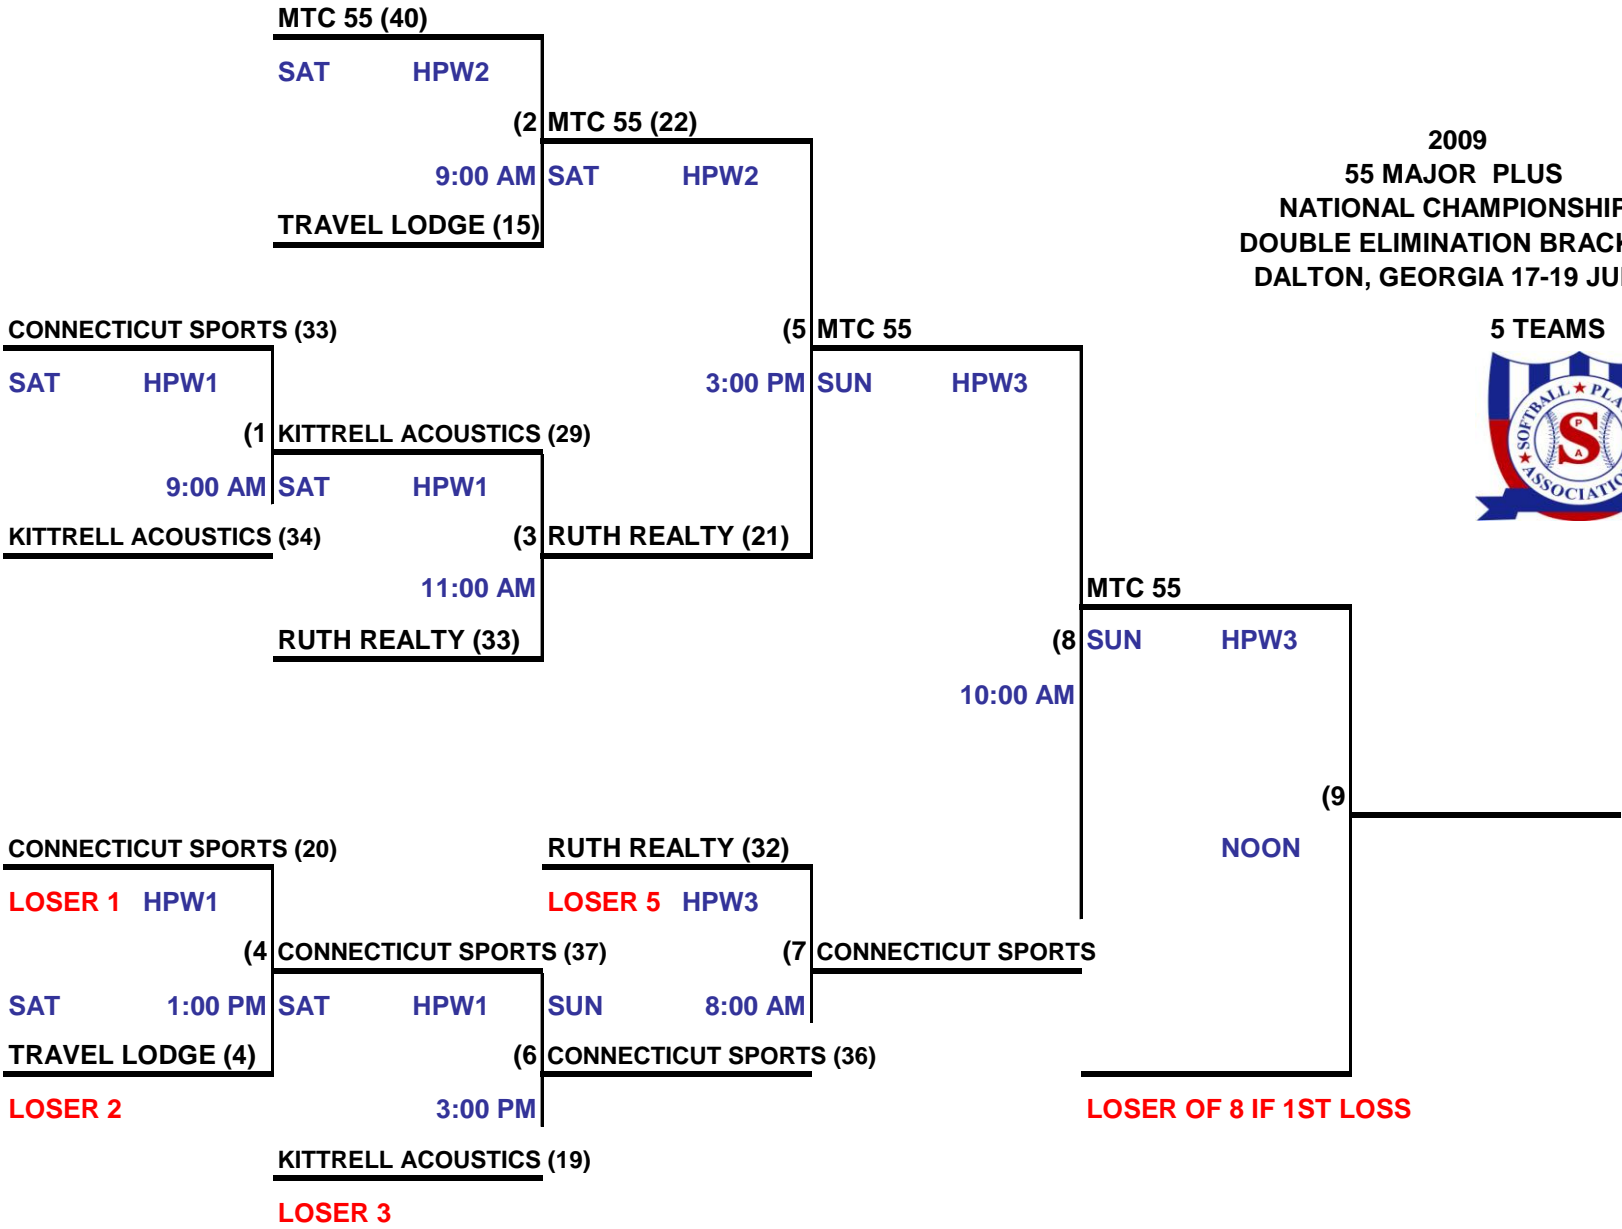 MTC 55 (40)
SAT HPW2
(2 MTC 55 (22)
2009
9:00 AM SAT HPW2
55 MAJOR PLUS
NATIONAL CHAMPIONSHIP
TRAVEL LODGE (15)
DOUBLE ELIMINATION BRACK
DALTON, GEORGIA 17-19 JU
CONNECTICUT SPORTS (33)
(5 MTC 55
5 TEAMS
SAT HPW1
3:00 PM SUN HPW3
SOFTBALL ★ PLA
S
P
A
★ ASSOCIATIO
(1 KITTRELL ACOUSTICS (29)
9:00 AM SAT HPW1
KITTRELL ACOUSTICS (34)
(3 RUTH REALTY (21)
11:00 AM
MTC 55
RUTH REALTY (33)
(8 SUN HPW3
10:00 AM
(9
CONNECTICUT SPORTS (20)
RUTH REALTY (32)
NOON
LOSER 1 HPW1
LOSER 5 HPW3
(4 CONNECTICUT SPORTS (37)
(7 CONNECTICUT SPORTS
SAT 1:00 PM SAT HPW1 SUN 8:00 AM
TRAVEL LODGE (4)
(6 CONNECTICUT SPORTS (36)
LOSER 2
3:00 PM
LOSER OF 8 IF 1ST LOSS
KITTRELL ACOUSTICS (19)
LOSER 3